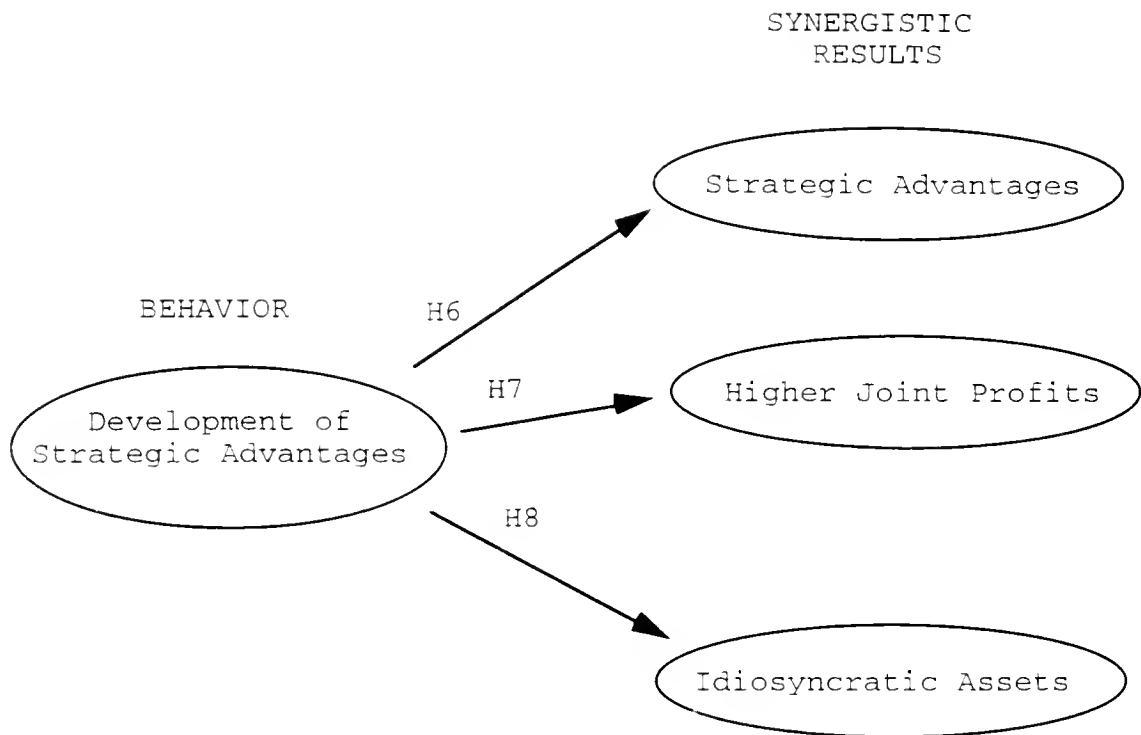 SYNERGISTIC
RESULTS
Strategic Advantages
BEHAVIOR
H6
H7
Higher Joint Profits
Development of
Strategic Advantages
H8
Idiosyncratic Assets